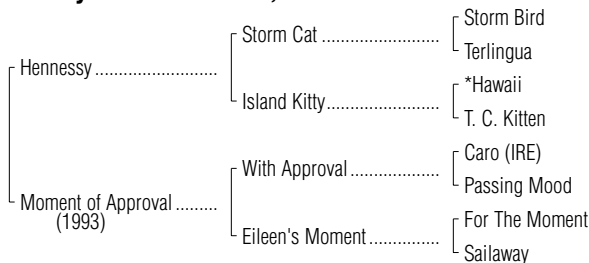 Storm Bird
Storm Cat ....................
Terlingua
Hennessy ..........................
*Hawaii
Island Kitty........................
T. C. Kitten
Caro (IRE)
With Approval ...................
Passing Mood
Moment of Approval .........
(1993)
For The Moment
Eileen's Moment...............
Sailaway